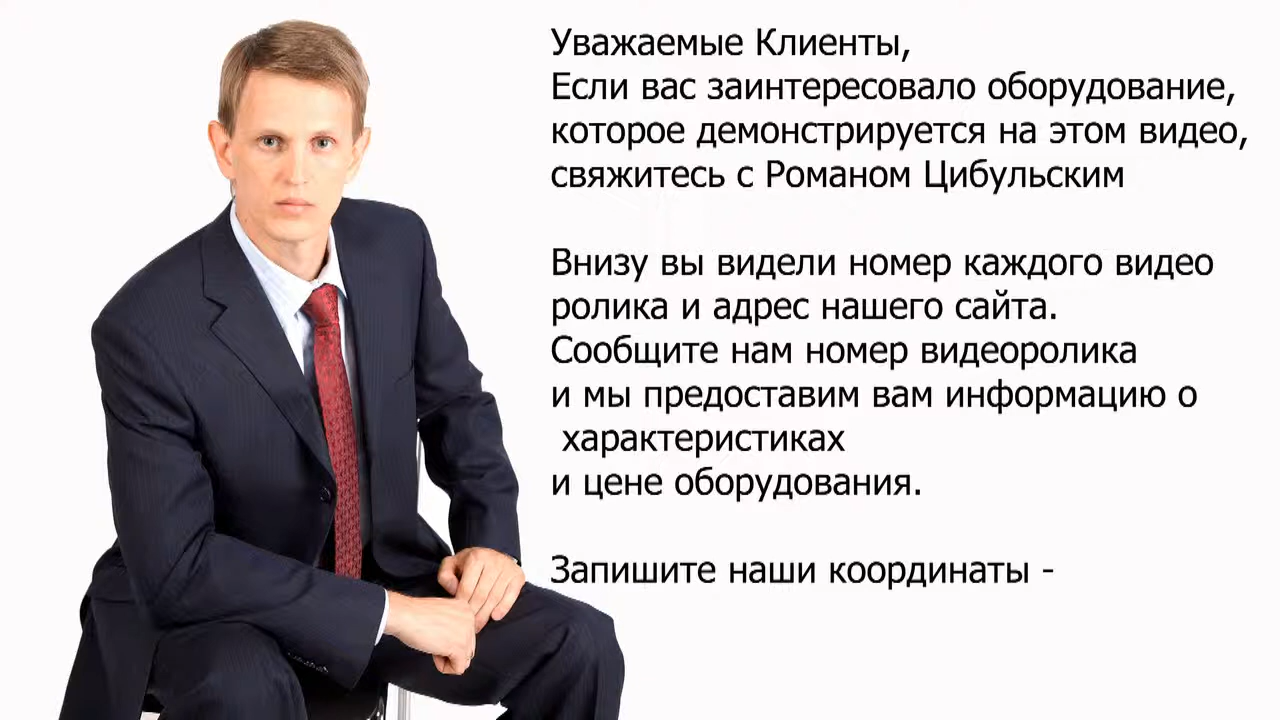 Уважаемые Клиенты,
Если вас заинтересовало оборудование,
которое демонстрируется на этом видео,
свяжитесь с Романом Цибульским
Внизу вы видели номер каждого видео
ролика и адрес нашего сайта.
Сообщите нам номер видеоролика
и мы предоставим вам информацию о
характеристиках
и цене оборудования.
Запишите наши координаты -